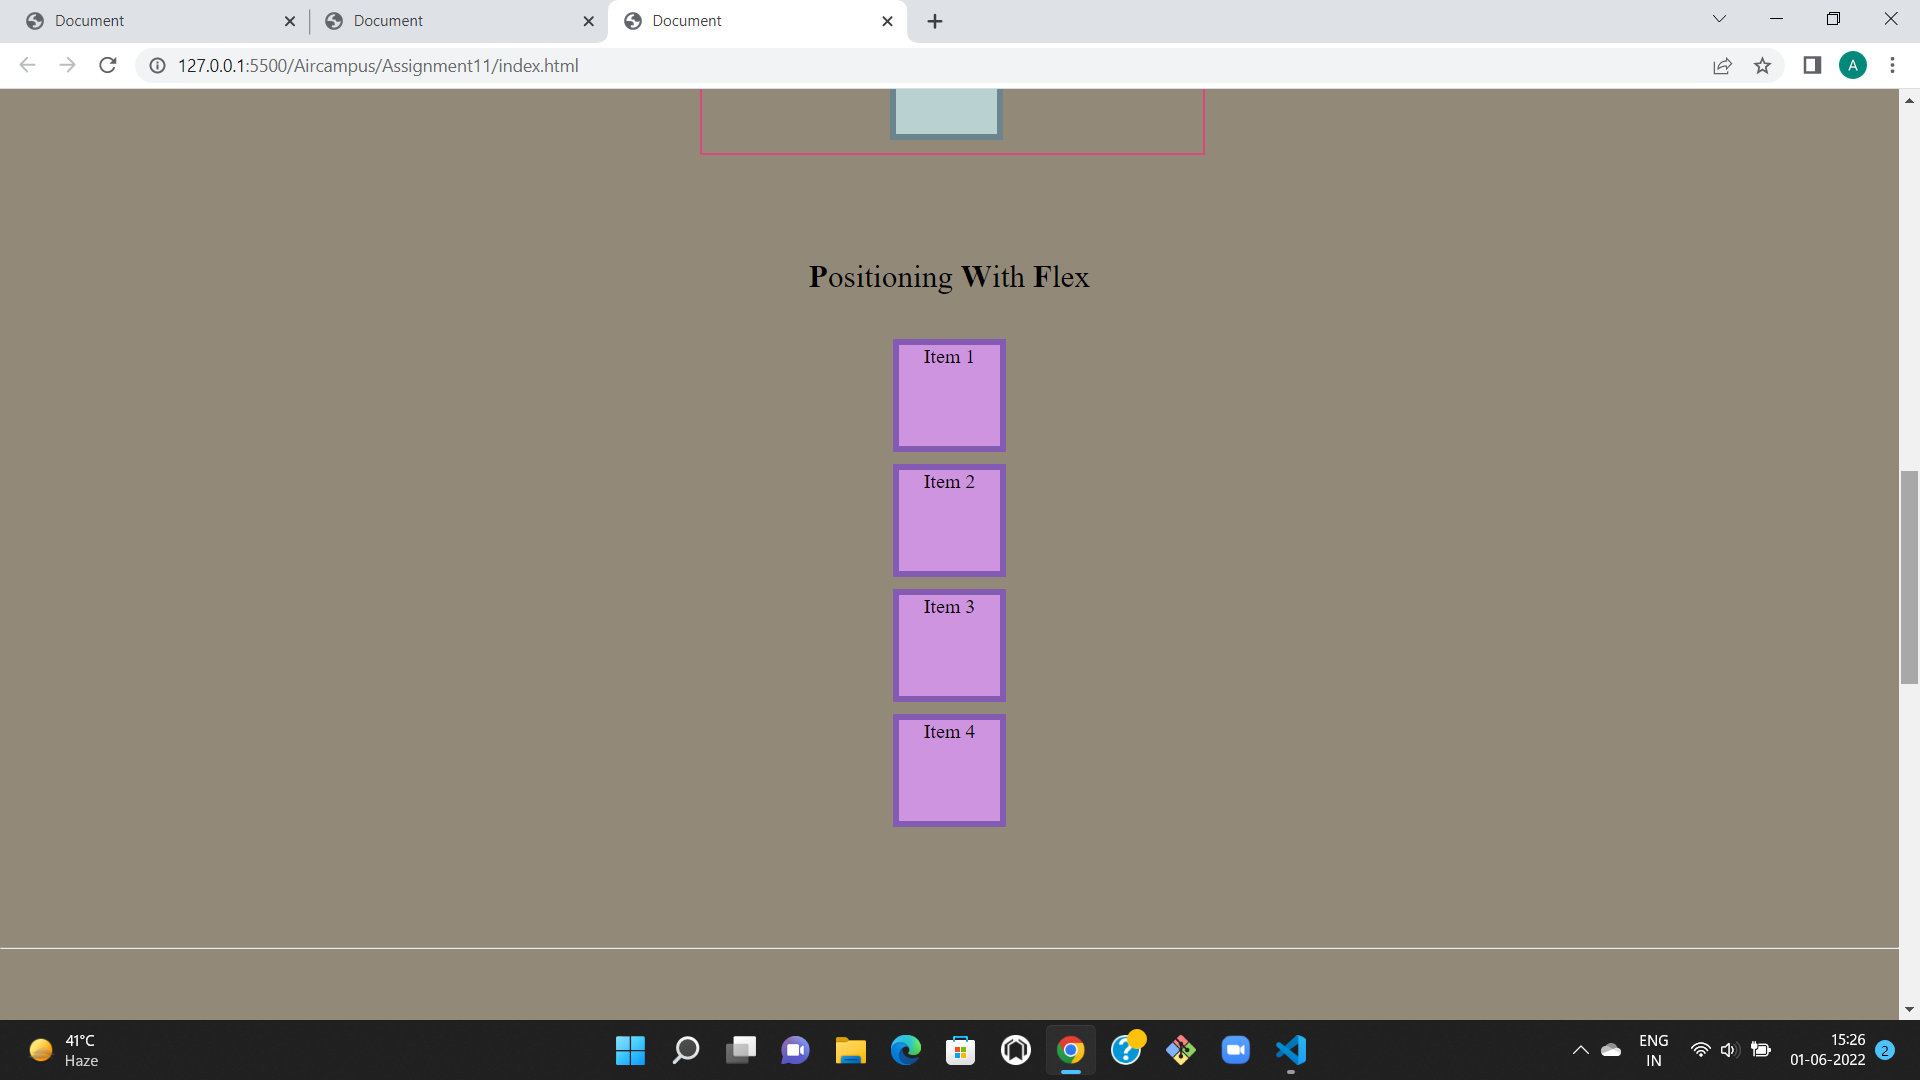 Document
Document
Document
127.0.0.1:5500/Aircampus/Assignment11/index.html
A
Positioning With Flex
Item 1
Item 2
Item 3
Item 4
41°C
Haze
ENG
IN
15:26
01-06-2022
2